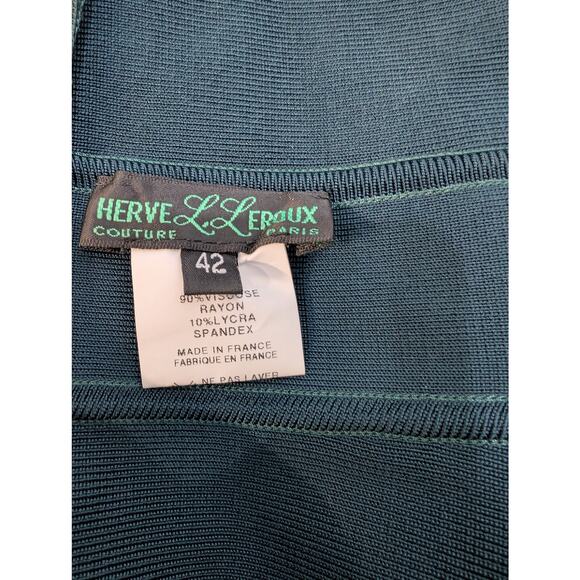 HERVE L.LEROUX
COUTURE PARIS
42
90%VISCOSE
RAYON
10%LYCRA
SPANDEX
MADE IN FRANCE
FABRIQUE EN FRANCE
NE PAS LAVER